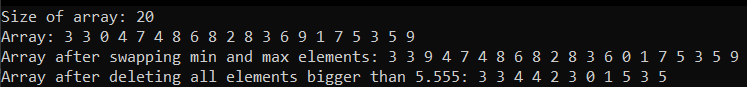 Size of array: 20
Array: 3 3 0 4 7 4 8 6 8 2 8 3 6 9 1 7 5 3 5 9
Array after swapping min and max elements: 3 3 9 4 7 4 8 6 8 2 8 3 6 0 1 7 5 3 5 9
Array after deleting all elements bigger than 5.555: 3 3 4 4 2 3 0 1 5 3 5